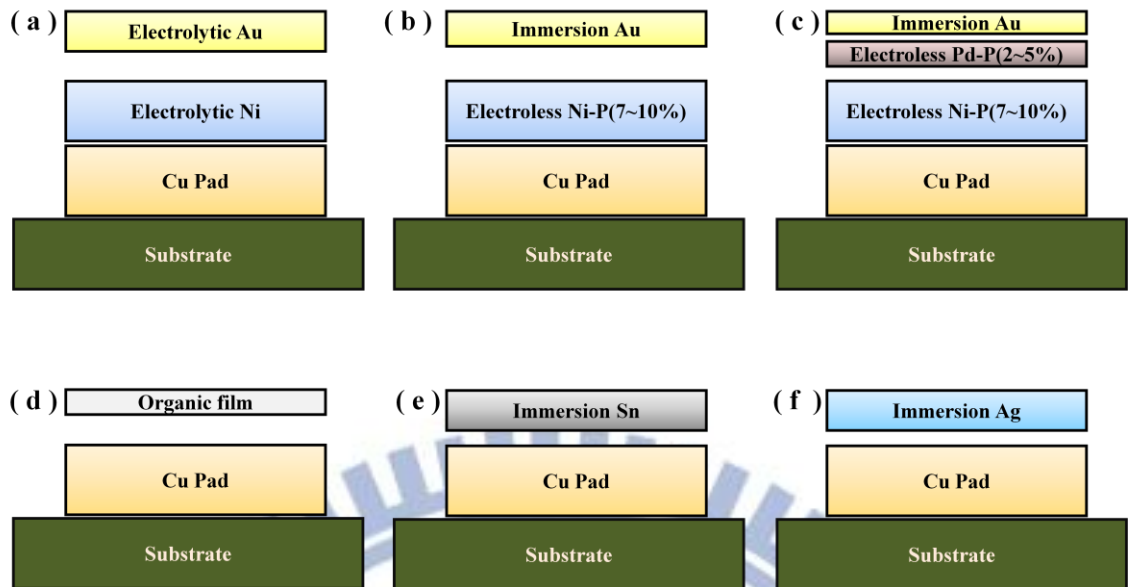 ( a )
Electrolytic Au
Electrolytic Ni
Cu Pad
Substrate
( b )
Immersion Au
Electroless Ni-P(7~10%)
Cu Pad
Substrate
( c )
Immersion Au
Electroless Pd-P(2~5%)
Electroless Ni-P(7~10%)
Cu Pad
Substrate
( d )
Organic film
Cu Pad
Substrate
( e )
Immersion Sn
Cu Pad
Substrate
( f )
Immersion Ag
Cu Pad
Substrate